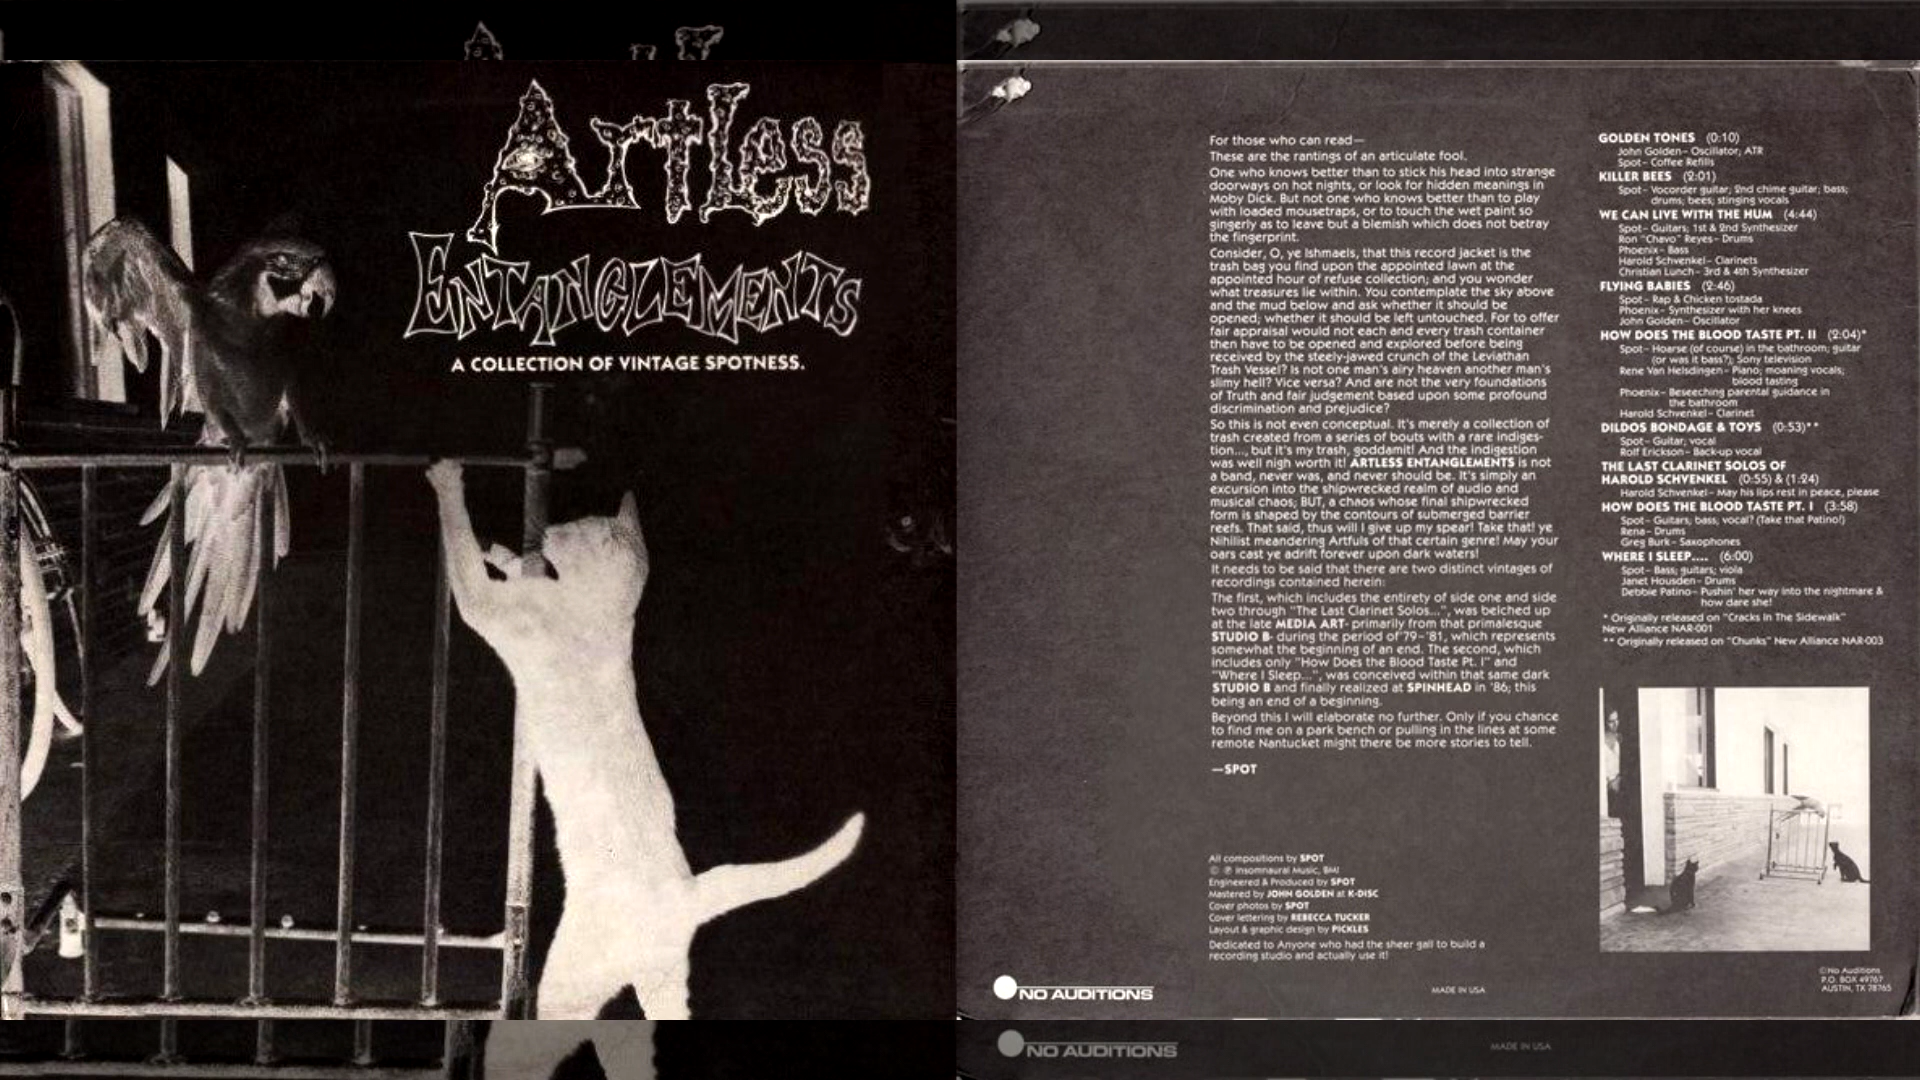 ArtLess
ENTANGLEMENTS
A COLLECTION OF VINTAGE SPOTNESS.
For those who can read—
These are the rantings of an articulate fool.
One who knows better than to stick his head into strange
doorways on hot nights, or look for hidden meanings in
Moby Dick. But not one who knows better than to play
with loaded mousetraps, or to touch the wet paint so
gingerly as to leave but a blemish which does not betray
the fingerprint.
Consider, O, ye Ishmaels, that this record jacket is the
trash bag you find upon the appointed lawn at the
appointed hour of refuse collection; and you wonder
what treasures lie within. You contemplate the sky above
and the mud below and ask whether it should be
opened; whether it should be left untouched. For to offer
fair appraisal would not each and every trash container
then have to be opened and explored before being
received by the steely-jawed crunch of the Leviathan
Trash Vessel? Is not one man's airy heaven another man's
slimy hell? Vice versa? And are not the very foundations
of Truth and fair judgement based upon some profound
discrimination and prejudice?
So this is not even conceptual. It's merely a collection of
trash created from a series of bouts with a rare indiges-
tion..., but it's my trash, goddamit! And the indigestion
was well nigh worth it! ARTLESS ENTANGLEMENTS is not
a band, never was, and never should be. It's simply an
excursion into the shipwrecked realm of audio and
musical chaos; BUT, a chaos whose final shipwrecked
form is shaped by the contours of submerged barrier
reefs. That said, thus will I give up my spear! Take that! ye
Nihilist meandering Artfuls of that certain genre! May your
oars cast ye adrift forever upon dark waters!
It needs to be said that there are two distinct vintages of
recordings contained herein:
The first, which includes the entirety of side one and side
two through "The Last Clarinet Solos...", was belched up
at the late MEDIA ART- primarily from that primalesque
STUDIO B- during the period of '79-'81, which represents
somewhat the beginning of an end. The second, which
includes only "How Does the Blood Taste Pt. I" and
"Where I Sleep...", was conceived within that same dark
STUDIO B and finally realized at SPINHEAD in '86; this
being an end of a beginning.
Beyond this I will elaborate no further. Only if you chance
to find me on a park bench or pulling in the lines at some
remote Nantucket might there be more stories to tell.
—SPOT
All compositions by SPOT
© ℗ Insomnaural Music, BMI
Engineered & Produced by SPOT
Mastered by JOHN GOLDEN at K-DISC
Cover photos by SPOT
Cover lettering by REBECCA TUCKER
Layout & graphic design by PICKLES
Dedicated to Anyone who had the sheer gall to build a
recording studio and actually use it!
GOLDEN TONES (0:10)
John Golden– Oscillator; ATR
Spot– Coffee Refills
KILLER BEES (2:01)
Spot– Vocorder guitar; 2nd chime guitar; bass;
drums; bees; stinging vocals
WE CAN LIVE WITH THE HUM (4:44)
Spot– Guitars; 1st & 2nd Synthesizer
Ron "Chavo" Reyes– Drums
Phoenix– Bass
Harold Schvenkel– Clarinets
Christian Lunch– 3rd & 4th Synthesizer
FLYING BABIES (2:46)
Spot– Rap & Chicken tostada
Phoenix– Synthesizer with her knees
John Golden– Oscillator
HOW DOES THE BLOOD TASTE PT. II (2:04)*
Spot– Hoarse (of course) in the bathroom; guitar
(or was it bass?); Sony television
Rene Van Helsdingen– Piano; moaning vocals;
blood tasting
Phoenix– Beseeching parental guidance in
the bathroom
Harold Schvenkel– Clarinet
DILDOS BONDAGE & TOYS (0:53)**
Spot– Guitar; vocal
Rolf Erickson– Back-up vocal
THE LAST CLARINET SOLOS OF
HAROLD SCHVENKEL (0:55) & (1:24)
Harold Schvenkel– May his lips rest in peace, please
HOW DOES THE BLOOD TASTE PT. I (3:58)
Spot– Guitars; bass; vocal? (Take that Patino!)
Rena– Drums
Greg Burk– Saxophones
WHERE I SLEEP.... (6:00)
Spot– Bass; guitars; viola
Janet Housden– Drums
Debbie Patino– Pushin' her way into the nightmare &
how dare she!
* Originally released on "Cracks In The Sidewalk"
New Alliance NAR-001
** Originally released on "Chunks" New Alliance NAR-003
NO AUDITIONS
MADE IN USA
©No Auditions
P.O. BOX 49767
AUSTIN, TX 78765
NO AUDITIONS
MADE IN USA